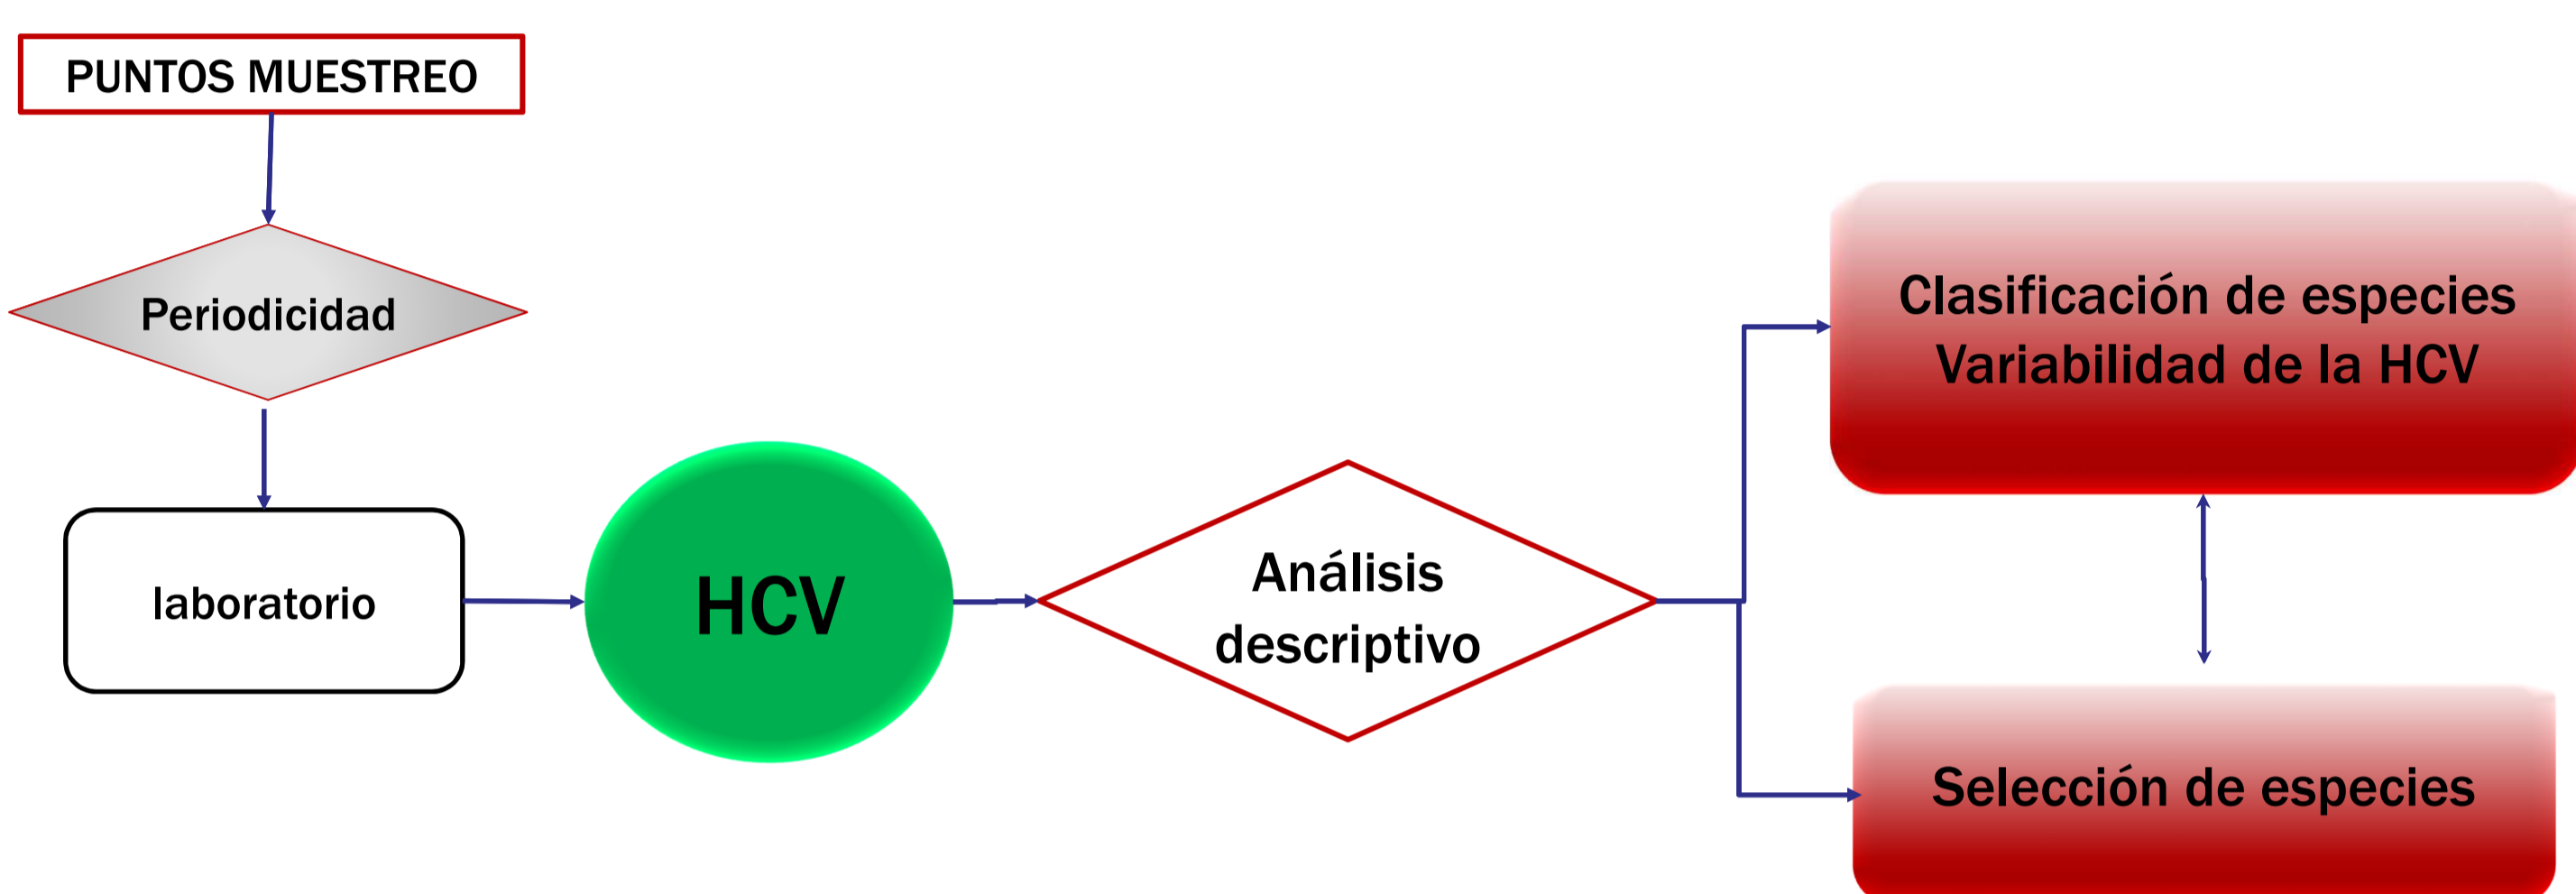 PUNTOS MUESTREO
Periodicidad
laboratorio
HCV
Análisis
descriptivo
Clasificación de especies
Variabilidad de la HCV
Selección de especies